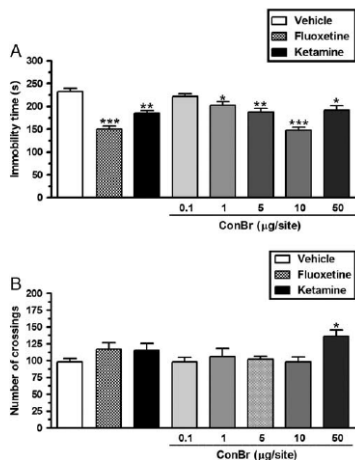 Vehicle
Fluoxetine
Ketamine
A
Immobility time (s)
300
250
200
150
100
50
0
***
**
*
**
***
*
0.1 1 5 10 50
ConBr (µg/site)
Vehicle
Fluoxetine
Ketamine
B
Number of crossings
200
175
150
125
100
75
50
25
0
*
0.1 1 5 10 50
ConBr (µg/site)